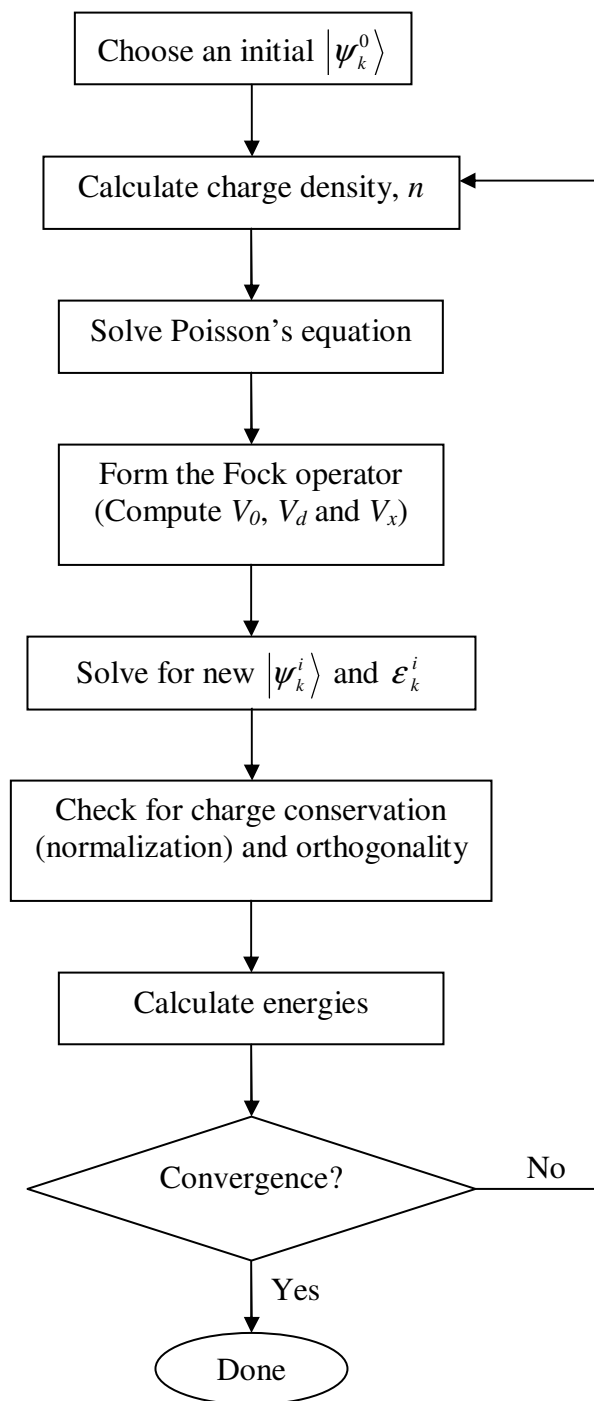 Choose an initial |ψ_k^0⟩
Calculate charge density, n
Solve Poisson’s equation
Form the Fock operator
(Compute V_0, V_d and V_x)
Solve for new |ψ_k^i⟩ and ε_k^i
Check for charge conservation
(normalization) and orthogonality
Calculate energies
Convergence?
No
Yes
Done